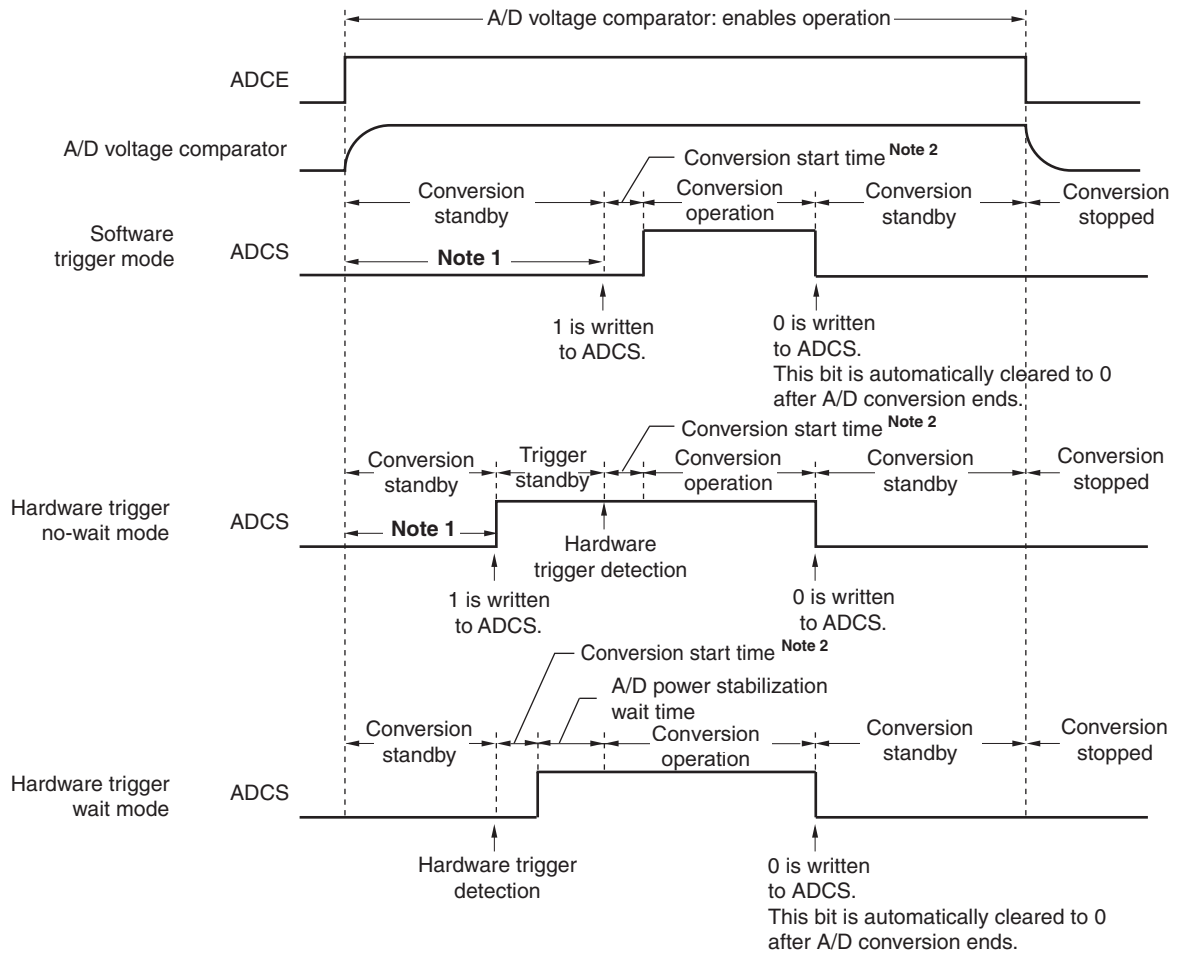 A/D voltage comparator: enables operation
ADCE
A/D voltage comparator
Conversion start time Note 2
Conversion
standby
Conversion
operation
Conversion
standby
Conversion
stopped
Software
trigger mode
ADCS
Note 1
1 is written
to ADCS.
0 is written
to ADCS.
This bit is automatically cleared to 0
after A/D conversion ends.
Conversion start time Note 2
Conversion
standby
Trigger
standby
Conversion
operation
Conversion
standby
Conversion
stopped
Hardware trigger
no-wait mode
ADCS
Note 1
Hardware
trigger detection
1 is written
to ADCS.
0 is written
to ADCS.
Conversion start time Note 2
A/D power stabilization
wait time
Conversion
standby
Conversion
operation
Conversion
standby
Conversion
stopped
Hardware trigger
wait mode
ADCS
Hardware trigger
detection
0 is written
to ADCS.
This bit is automatically cleared to 0
after A/D conversion ends.